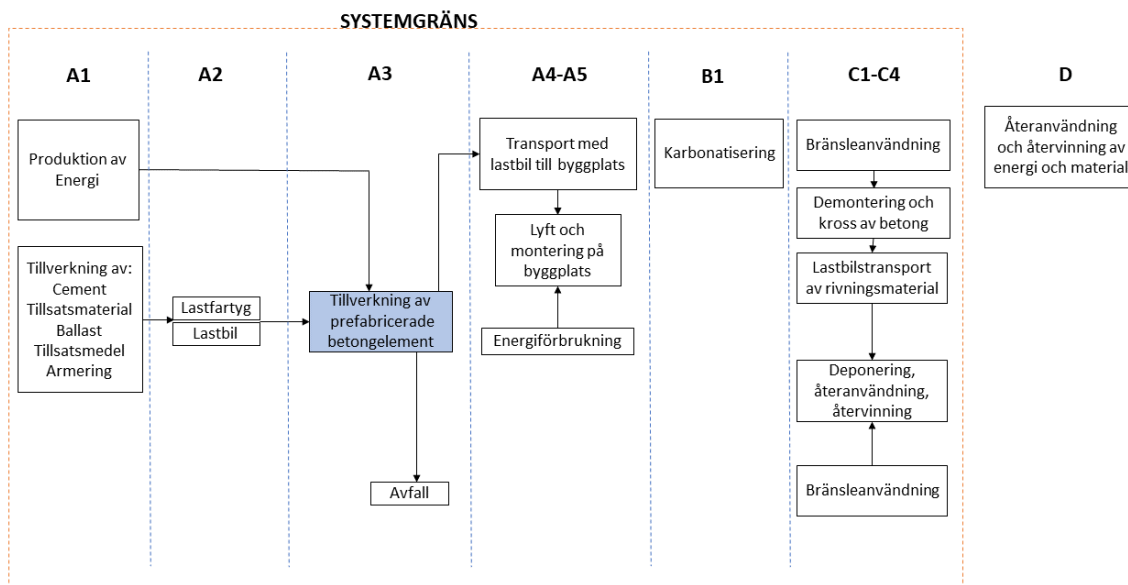 SYSTEMGRÄNS
A1
A2
A3
A4-A5
B1
C1-C4
D
Produktion av
Energi
Tillverkning av:
Cement
Tillsatsmaterial
Ballast
Tillsatsmedel
Armering
Lastfartyg
Lastbil
Tillverkning av
prefabricerade
betongelement
Avfall
Transport med
lastbil till byggplats
Lyft och
montering på
byggplats
Energiförbrukning
Karbonatisering
Bränsleanvändning
Demontering och
kross av betong
Lastbilstransport
av rivningsmaterial
Deponering,
återanvändning,
återvinning
Bränsleanvändning
Återanvändning
och återvinning av
energi och material